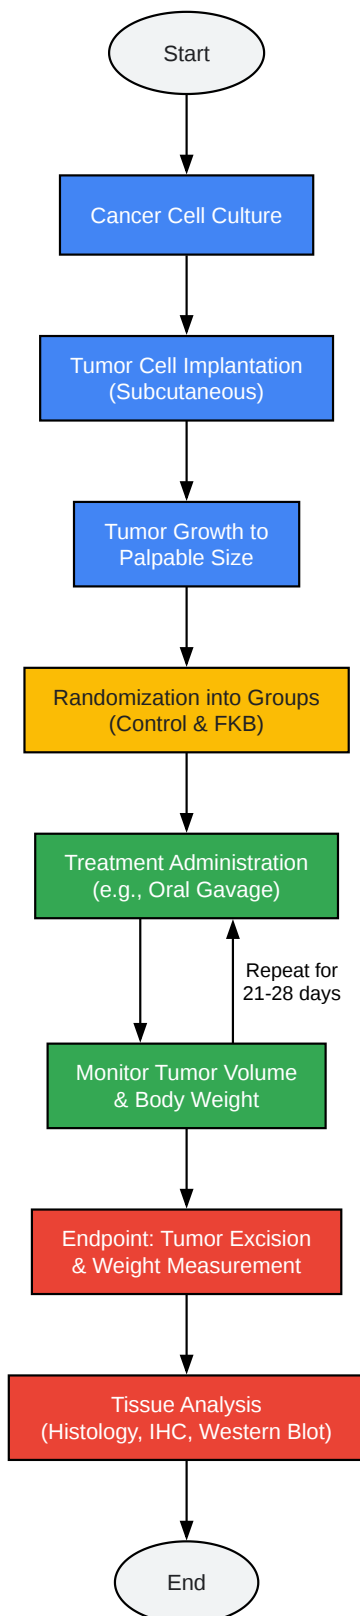 Start
Cancer Cell Culture
Tumor Cell Implantation
(Subcutaneous)
Tumor Growth to
Palpable Size
Randomization into Groups
(Control & FKB)
Treatment Administration
(e.g., Oral Gavage)
Repeat for
21-28 days
Monitor Tumor Volume
& Body Weight
Endpoint: Tumor Excision
& Weight Measurement
Tissue Analysis
(Histology, IHC, Western Blot)
End